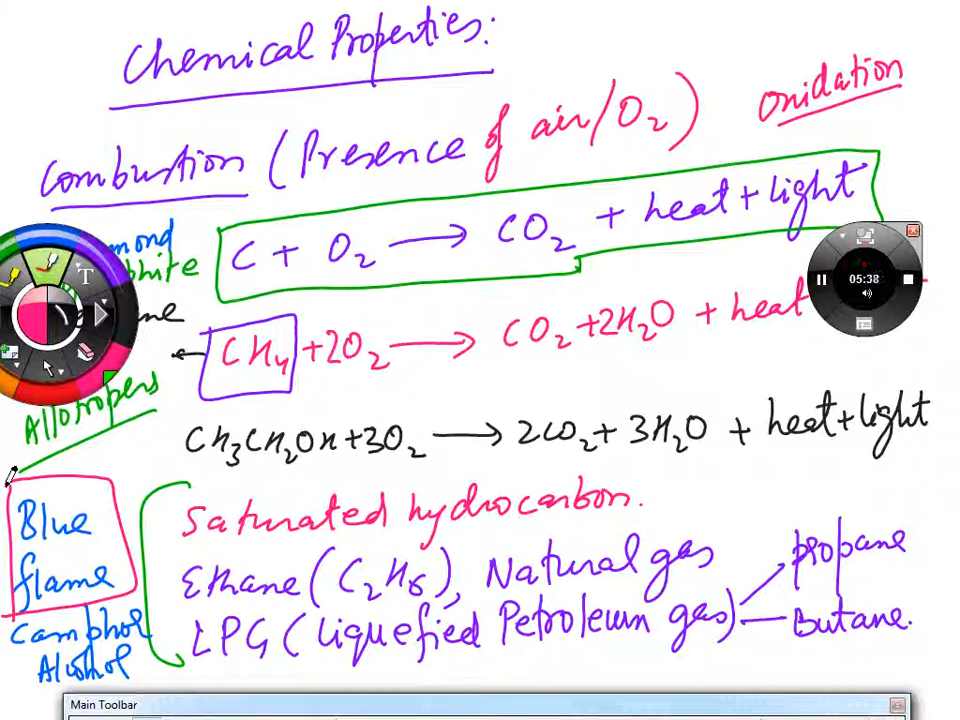 Chemical Properties:
Oxidation
Combustion (Presence of air/O2)
C + O2 → CO2 + heat + light
CH4 + 2O2 → CO2 + 2H2O + heat
Allotropers
CH3CH2OH + 3O2 → 2CO2 + 3H2O + heat + light
Blue
flame
Camphol
Alcohol
Saturated hydrocarbon.
Ethane (C2H6), Natural gas
LPG (liquefied Petroleum gas)
propane
Butane.
T
05:38
Main Toolbar